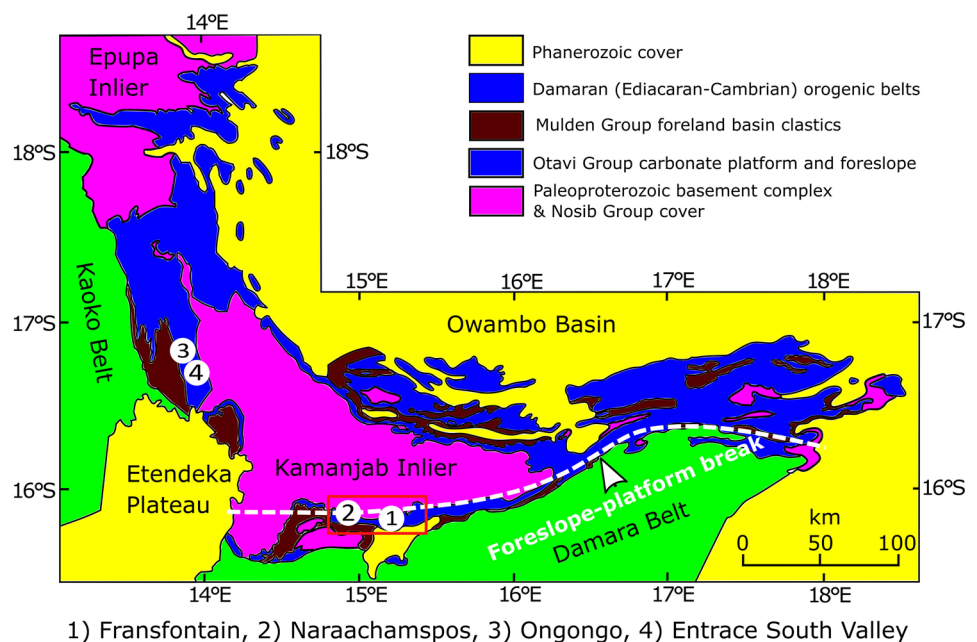 14ºE
Epupa
Inlier
Phanerozoic cover
Damaran (Ediacaran-Cambrian) orogenic belts
Mulden Group foreland basin clastics
Otavi Group carbonate platform and foreslope
Paleoproterozoic basement complex
& Nosib Group cover
18ºS
18ºS
Kaoko Belt
15ºE
16ºE
17ºE
18ºE
17ºS
17ºS
Owambo Basin
3
4
Etendeka
Plateau
Kamanjab Inlier
Foreslope-platform break
Damara Belt
16ºS
16ºS
2
1
km
0
50
100
14ºE
15ºE
16ºE
17ºE
18ºE
1) Fransfontain, 2) Naraachamspos, 3) Ongongo, 4) Entrace South Valley